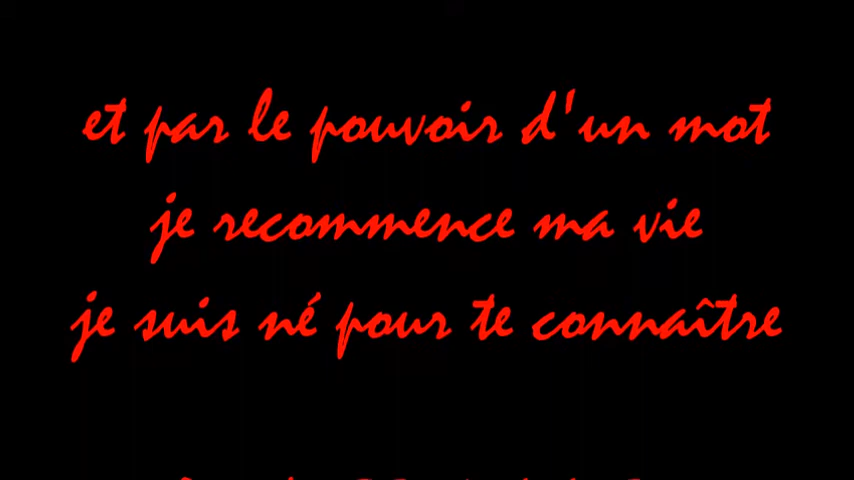 et par le pouvoir d'un mot
je recommence ma vie
je suis né pour te connaître